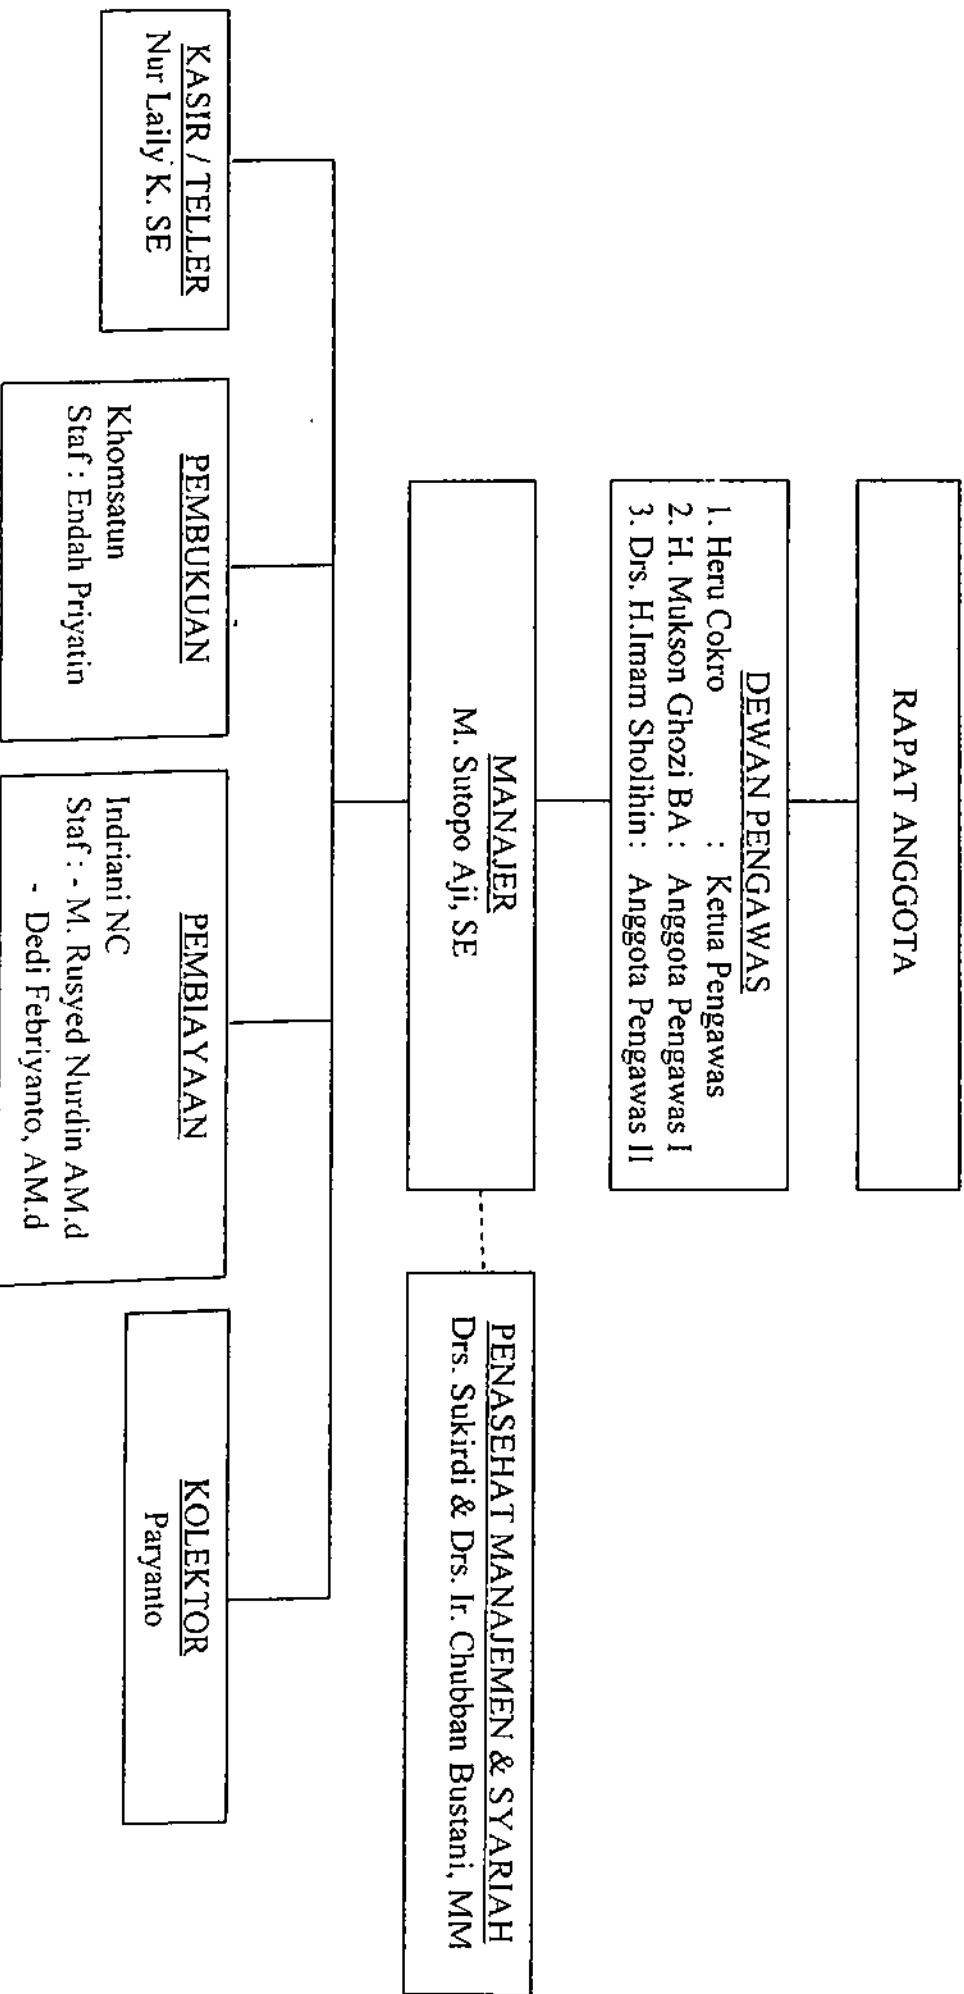 RAPAT ANGGOTA
DEWAN PENGAWAS
1. Heru Cokro : Ketua Pengawas
2. H. Mukson Ghozi BA : Anggota Pengawas I
3. Drs. H.Imam Sholihin : Anggota Pengawas II
MANAJER
M. Sutopo Aji, SE
PENASEHAT MANAJEMEN & SYARIAH
Drs. Sukirdi & Drs. Ir. Chubban Bustani, MM
KASIR / TELLER
Nur Laily K. SE
PEMBUKUAN
Khomsatun
Staf : Endah Priyatin
PEMBIAYAAN
Indriani NC
Staf : - M. Rusyed Nurdin AM.d
- Dedi Febriyanto, AM.d
KOLEKTOR
Paryanto